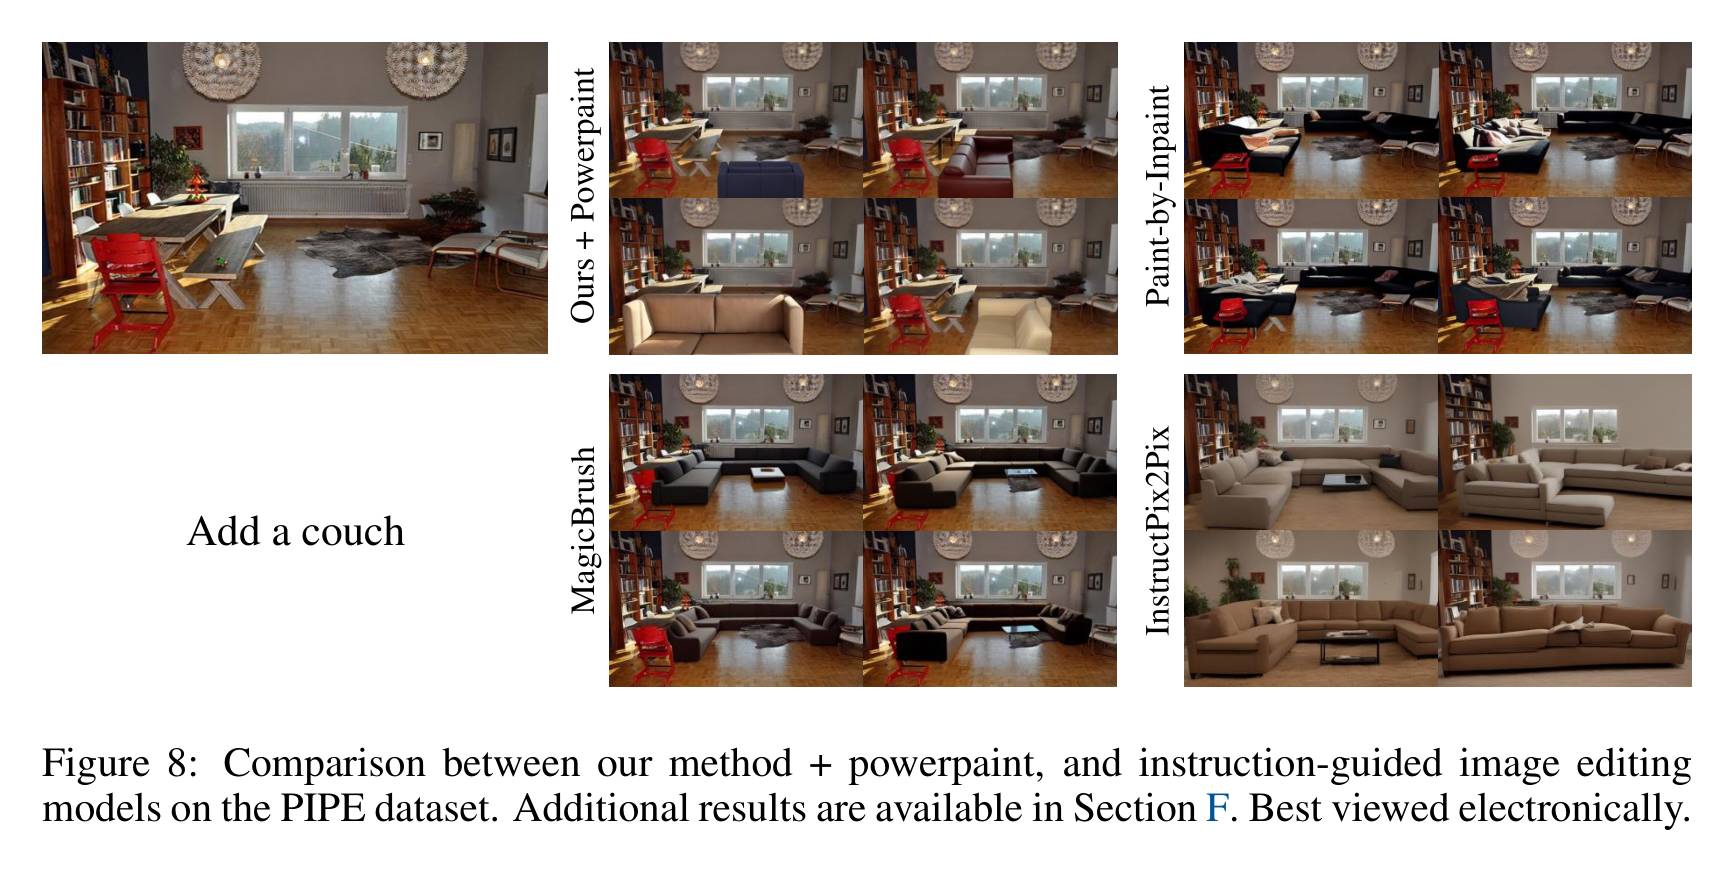 Ours + Powerpaint
Paint-by-Inpaint
Add a couch
MagicBrush
InstructPix2Pix
Figure 8: Comparison between our method + powerpaint, and instruction-guided image editing
models on the PIPE dataset. Additional results are available in Section F. Best viewed electronically.